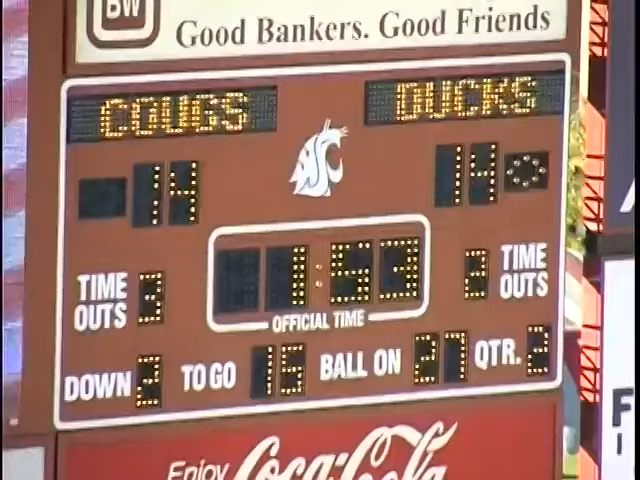 BW
Good Bankers. Good Friends
COUGS DUCKS
14 14
1:53
TIME OUTS 3 2 TIME OUTS
OFFICIAL TIME
DOWN 2 TO GO 15 BALL ON 27 QTR. 2
Enjoy
Coca-Cola